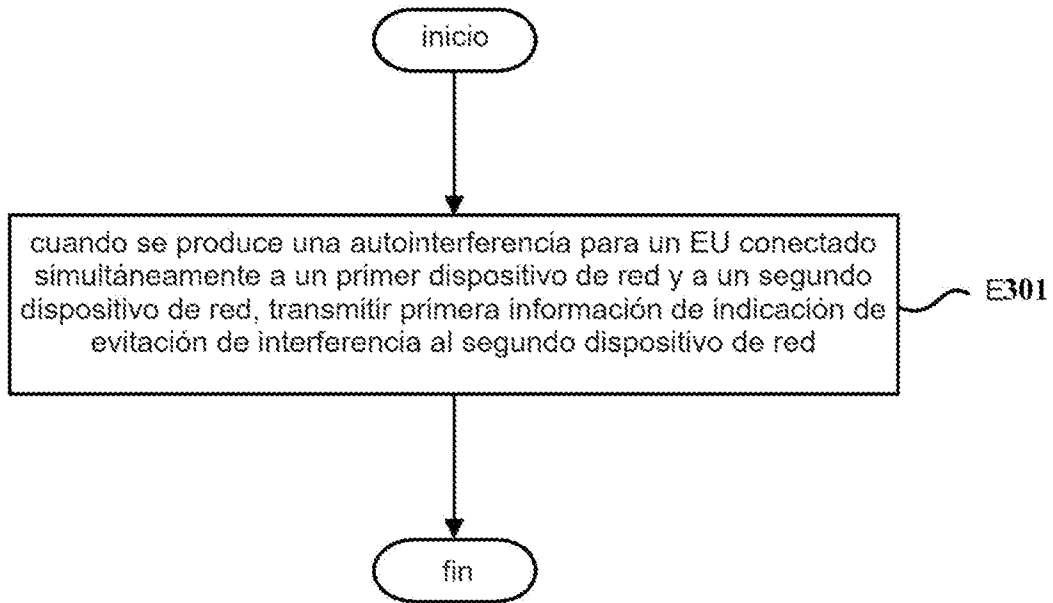 inicio
cuando se produce una autointerferencia para un EU conectado
simultáneamente a un primer dispositivo de red y a un segundo
dispositivo de red, transmitir primera información de indicación de
evitación de interferencia al segundo dispositivo de red
E301
fin